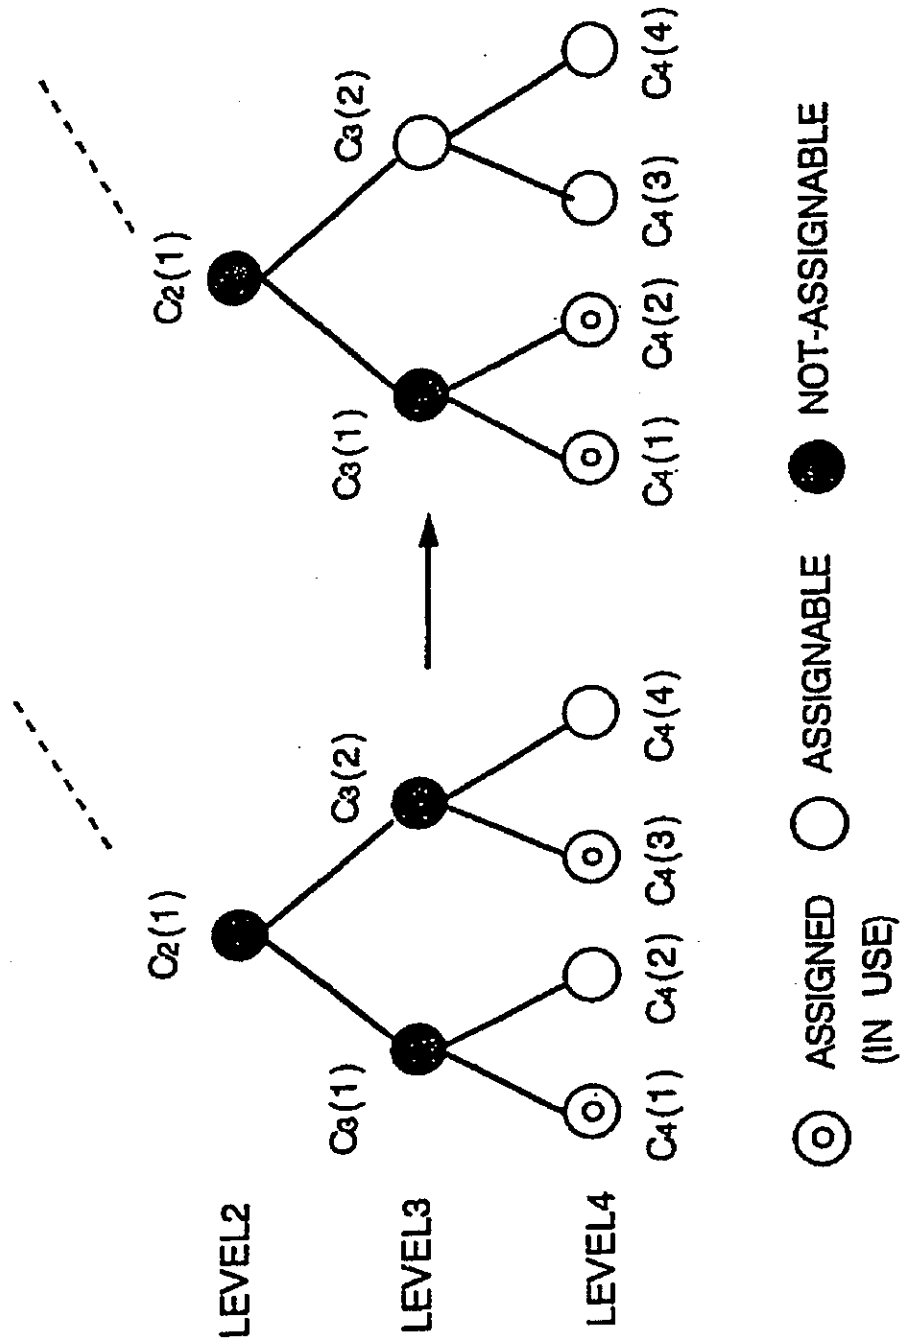 C2(1) C2(1)
LEVEL2
C3(1) C3(2) C3(1) C3(2)
LEVEL3
LEVEL4
C4(1) C4(2) C4(3) C4(4) C4(1) C4(2) C4(3) C4(4)
ASSIGNED ASSIGNABLE NOT-ASSIGNABLE
(IN USE)